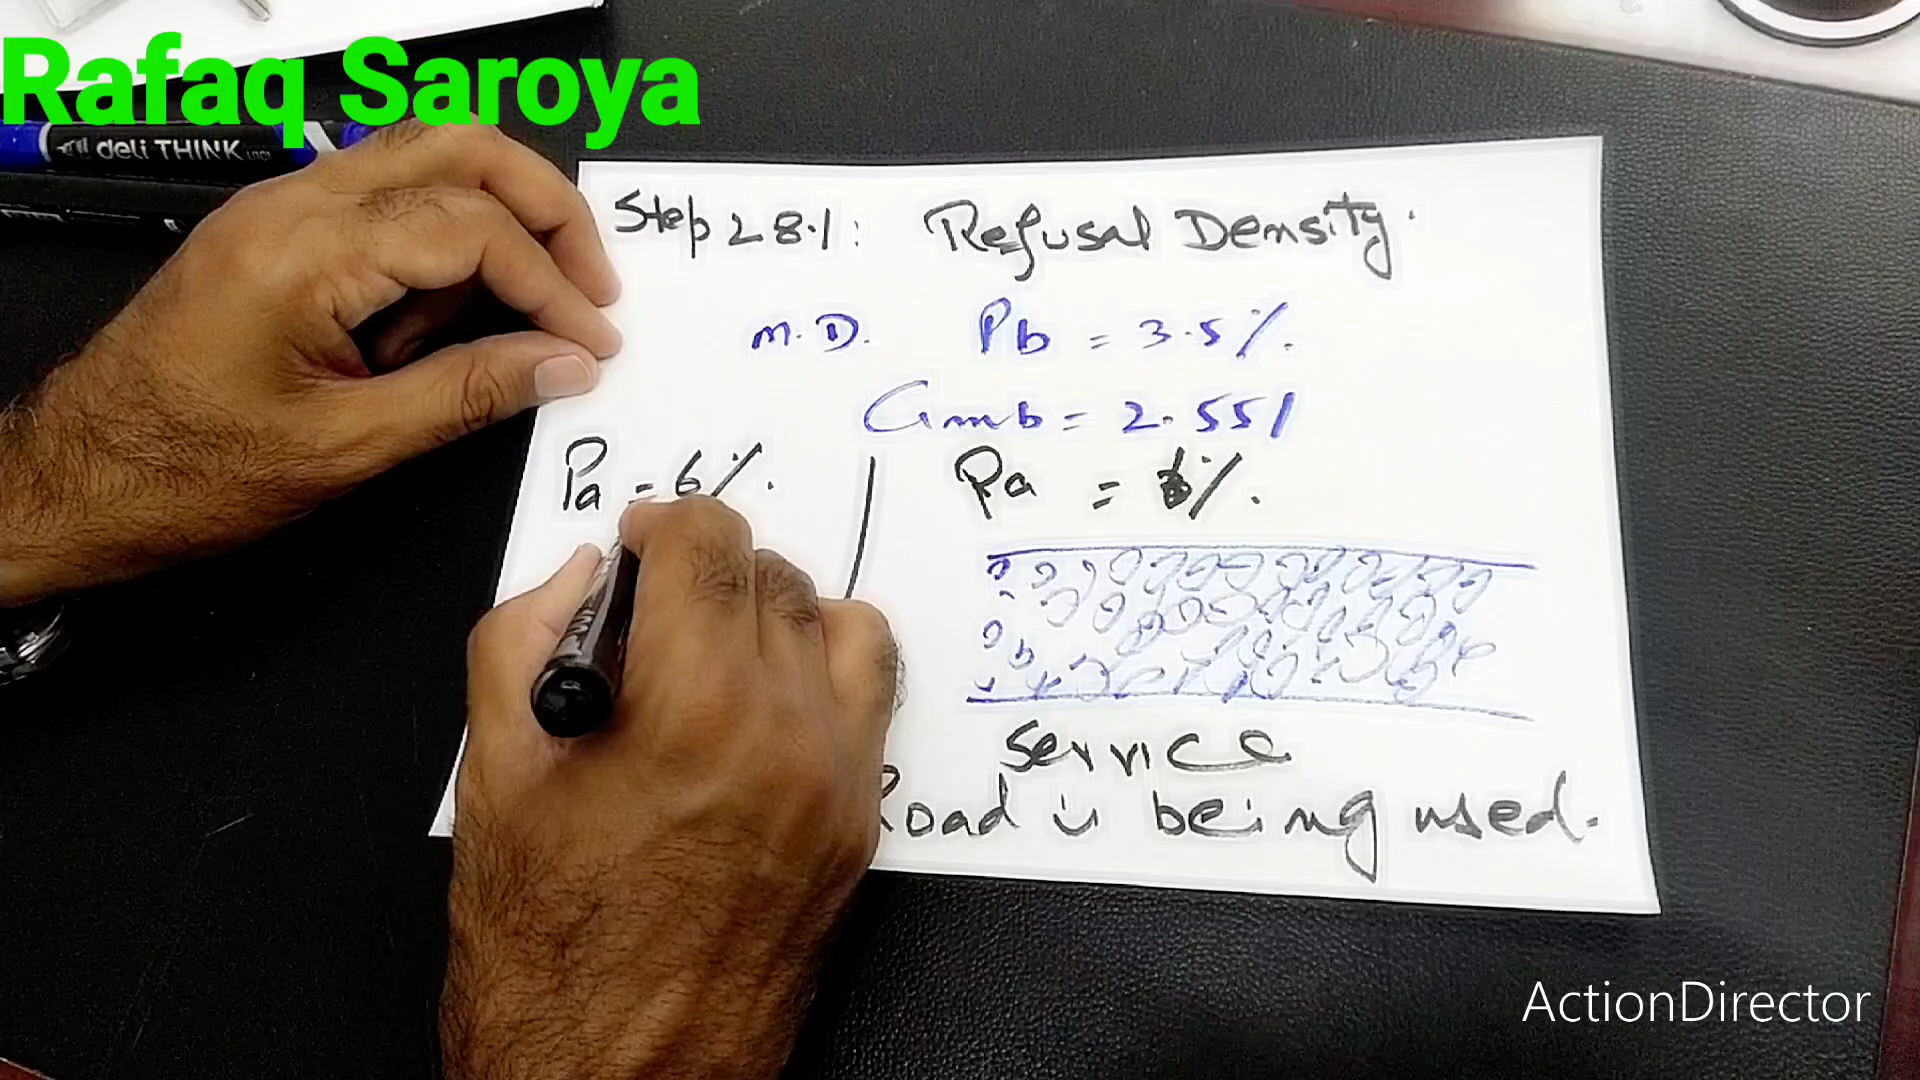 Rafaq Saroya
deli THINK
Step 28.1: Refusal Density.
M.D. Pb = 3.5%.
Gmb = 2.551
Pa = 6%.
Pa = %.
Service
Road is being used.
ActionDirector